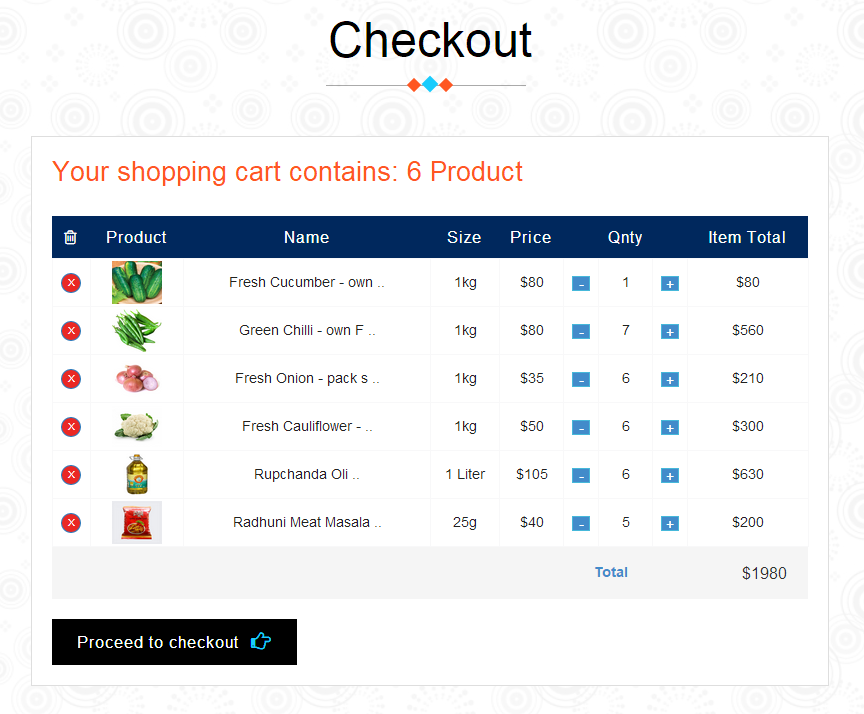 Checkout
Your shopping cart contains: 6 Product
Product Name Size Price Qnty Item Total
X Fresh Cucumber - own .. 1kg $80 - 1 + $80
X Green Chilli - own F .. 1kg $80 - 7 + $560
X Fresh Onion - pack s .. 1kg $35 - 6 + $210
X Fresh Cauliflower - .. 1kg $50 - 6 + $300
X Rupchanda Oli .. 1 Liter $105 - 6 + $630
X Radhuni Meat Masala .. 25g $40 - 5 + $200
Total $1980
Proceed to checkout